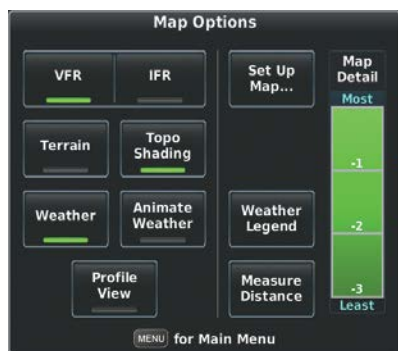 Map Options
VFR
IFR
Set Up
Map...
Map
Detail
Most
Terrain
Topo
Shading
-1
Weather
Animate
Weather
Weather
Legend
-2
Profile
View
Measure
Distance
-3
Least
MENU for Main Menu